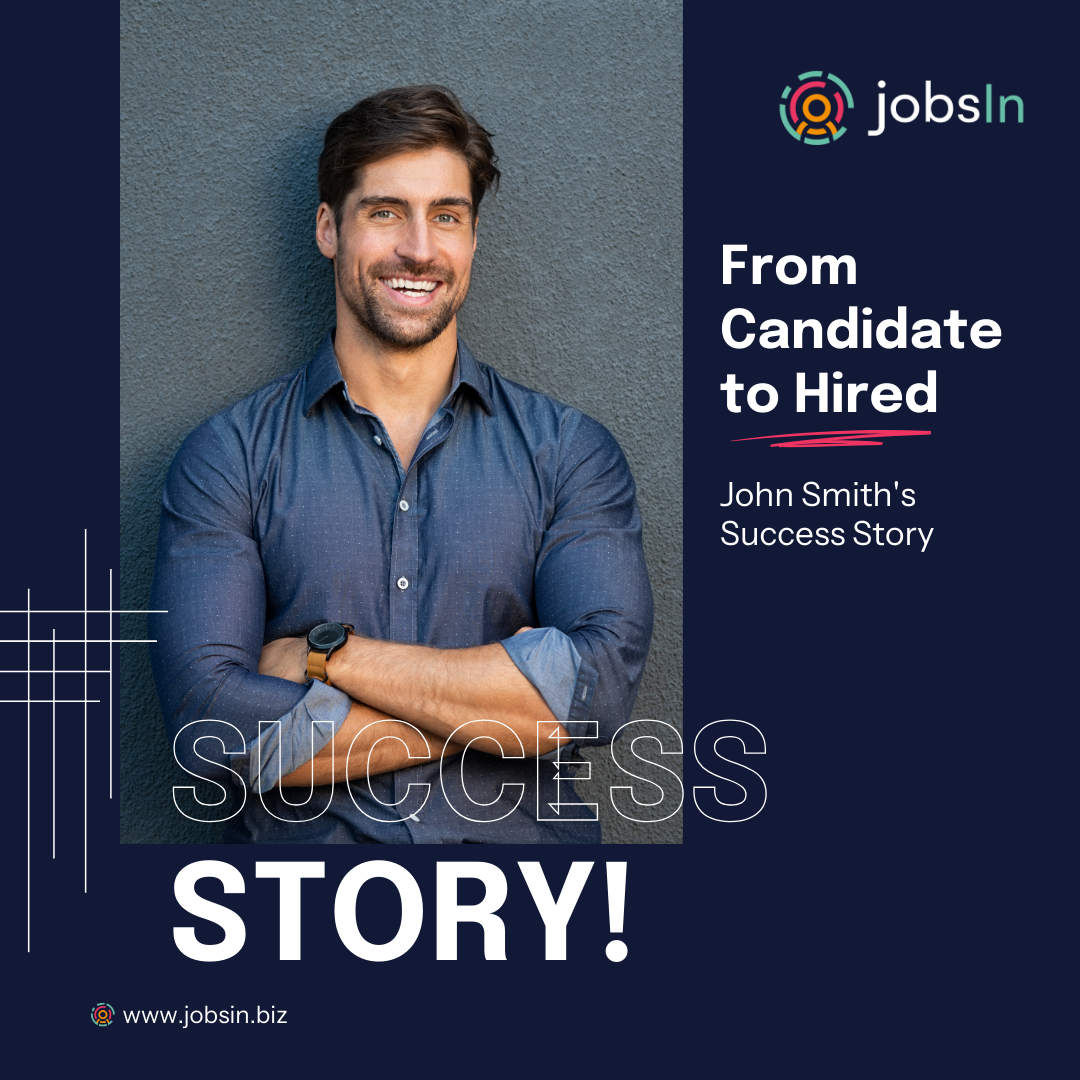 jobsIn
From
Candidate
to Hired
John Smith's
Success Story
SUCCESS
STORY!
www.jobsin.biz